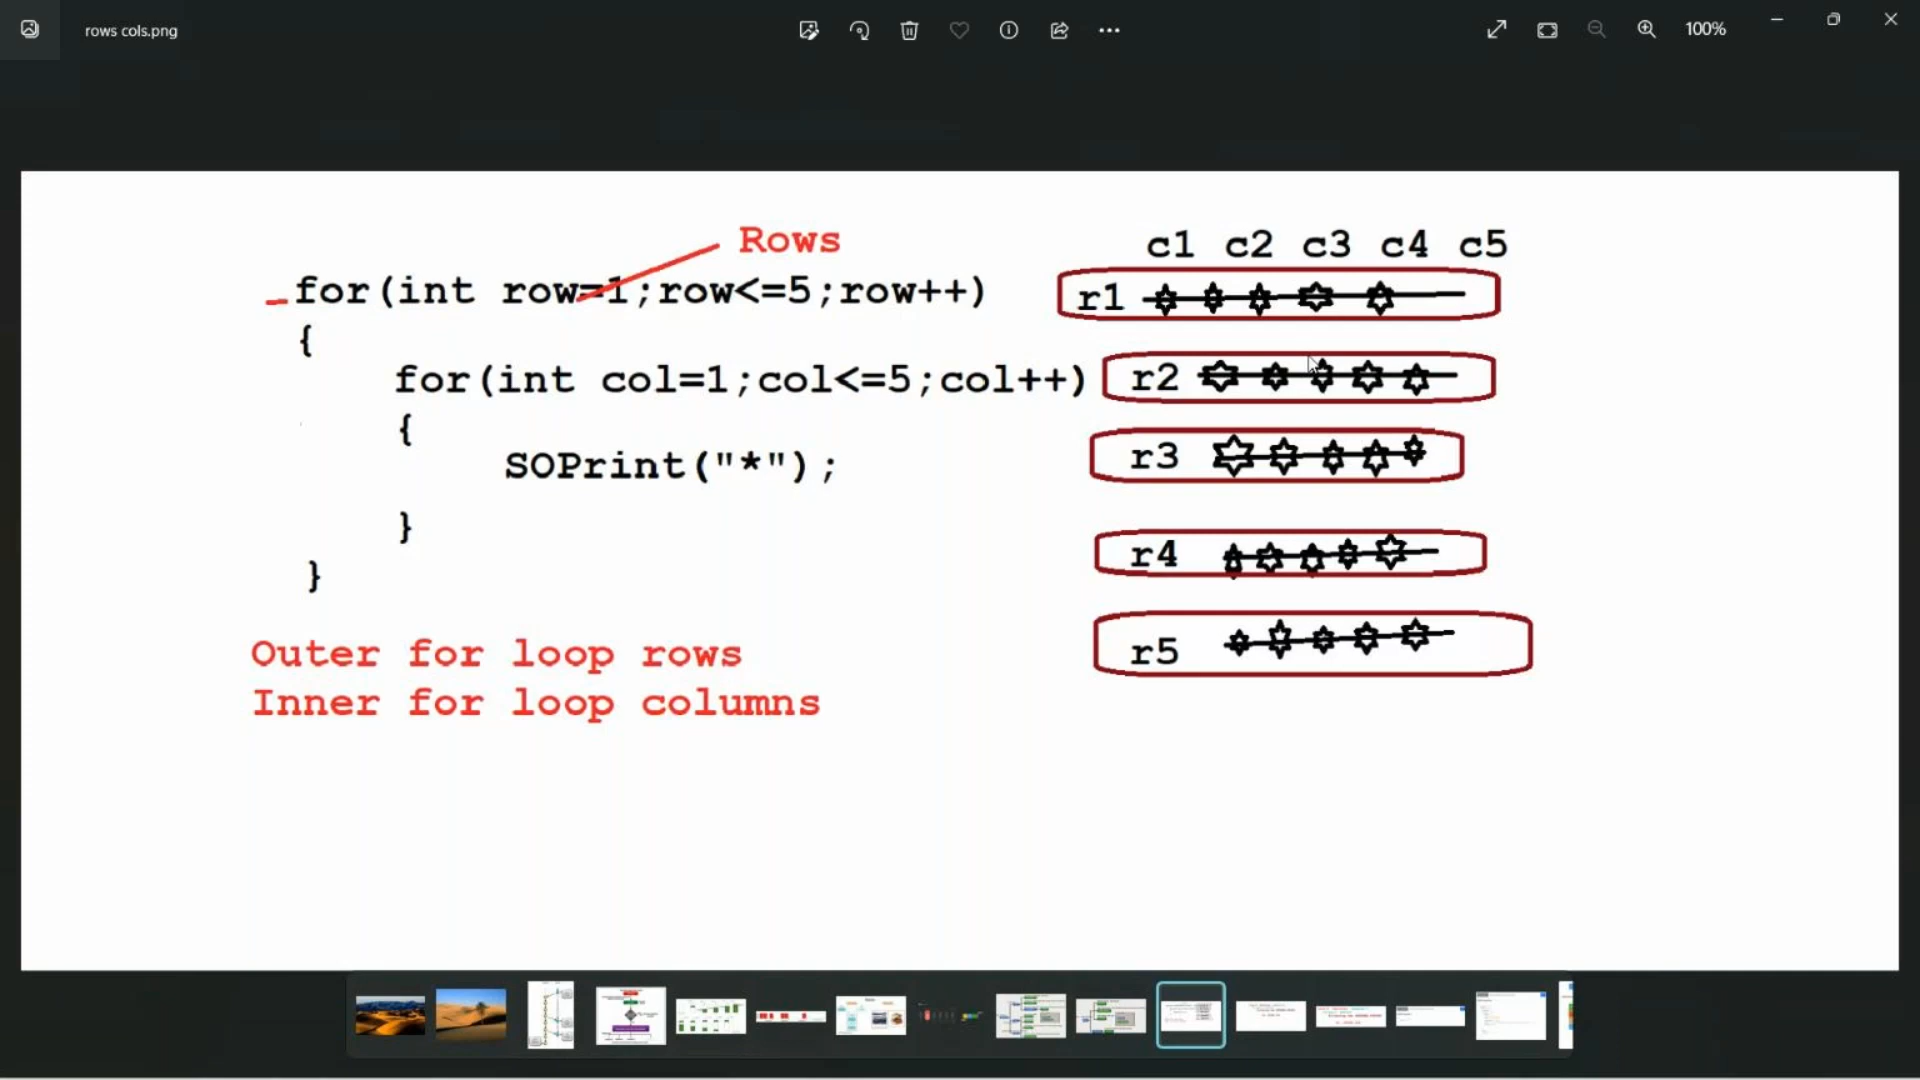 rows cols.png
100%
Rows
for(int row=1;row<=5;row++)
{
for(int col=1;col<=5;col++)
{
SOPrint("*");
}
}
Outer for loop rows
Inner for loop columns
c1 c2 c3 c4 c5
r1
r2
r3
r4
r5